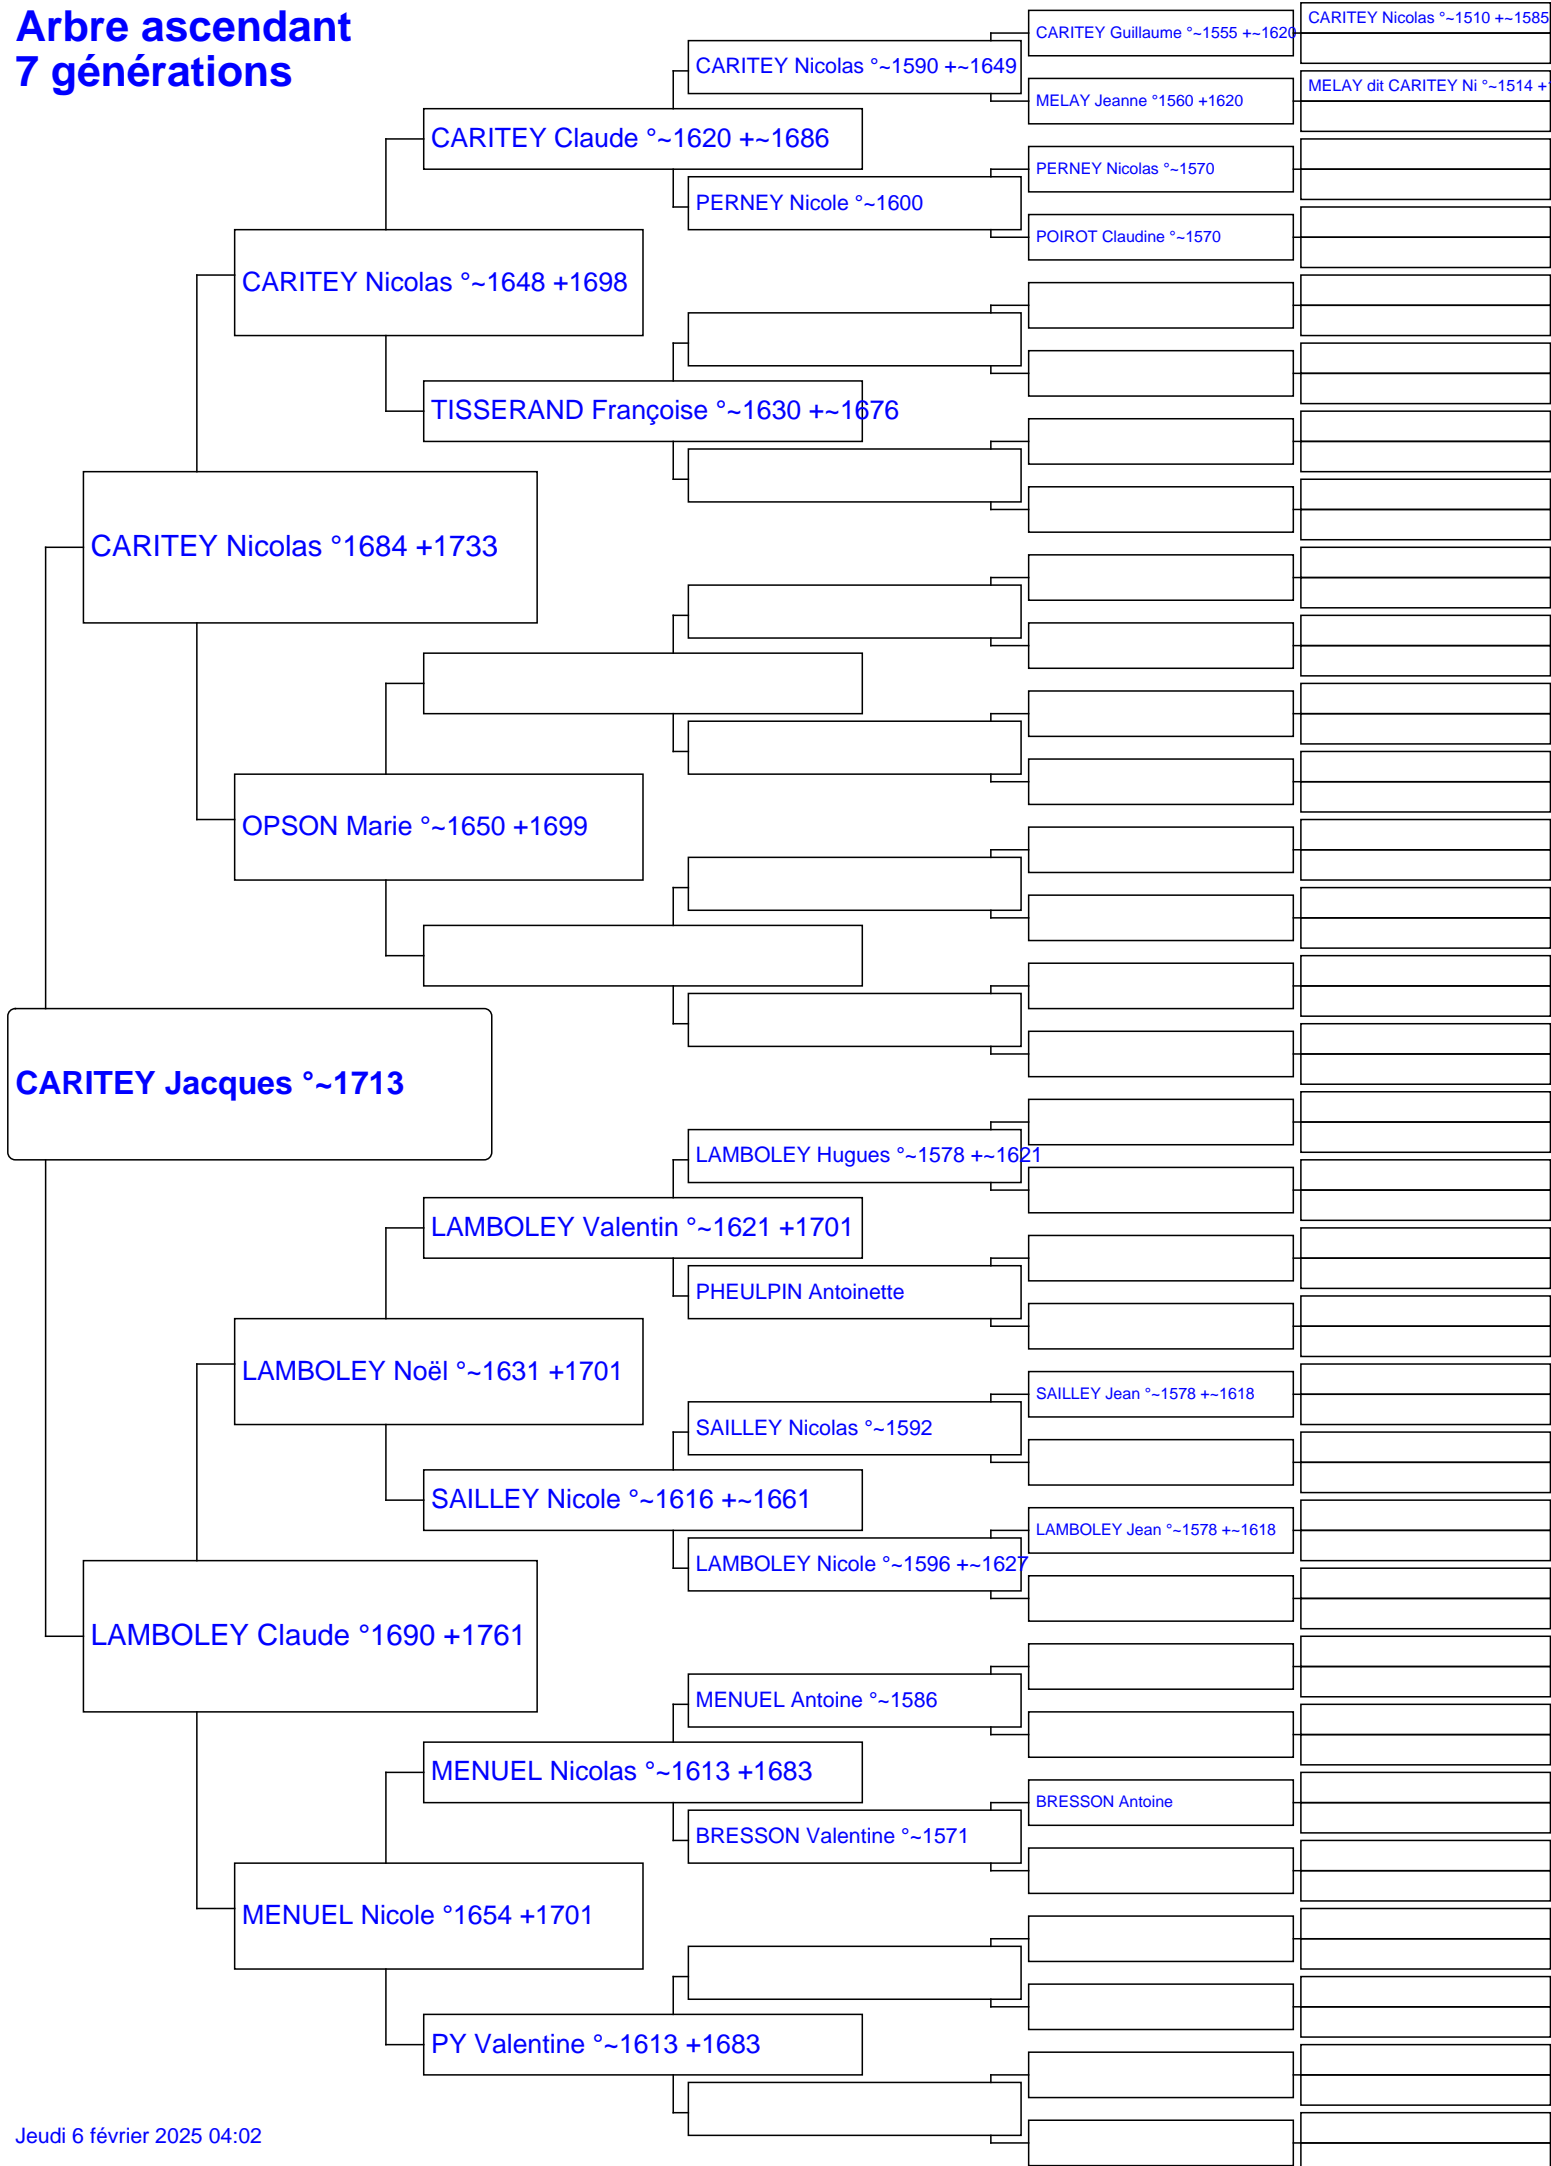 Arbre ascendant
7 générations
CARITEY Jacques °~1713
CARITEY Nicolas °1684 +1733
LAMBOLEY Claude °1690 +1761
CARITEY Nicolas °~1648 +1698
OPSON Marie °~1650 +1699
LAMBOLEY Noël °~1631 +1701
MENUEL Nicole °1654 +1701
CARITEY Claude °~1620 +~1686
TISSERAND Françoise °~1630 +~1676
LAMBOLEY Valentin °~1621 +1701
SAILLEY Nicole °~1616 +~1661
MENUEL Nicolas °~1613 +1683
PY Valentine °~1613 +1683
CARITEY Nicolas °~1590 +~1649
PERNEY Nicole °~1600
LAMBOLEY Hugues °~1578 +~1621
PHEULPIN Antoinette
SAILLEY Nicolas °~1592
LAMBOLEY Nicole °~1596 +~1627
MENUEL Antoine °~1586
BRESSON Valentine °~1571
CARITEY Guillaume °~1555 +~1620
MELAY Jeanne °1560 +1620
PERNEY Nicolas °~1570
POIROT Claudine °~1570
SAILLEY Jean °~1578 +~1618
LAMBOLEY Jean °~1578 +~1618
BRESSON Antoine
CARITEY Nicolas °~1510 +~1585
MELAY dit CARITEY Ni °~1514
Jeudi 6 février 2025 04:02